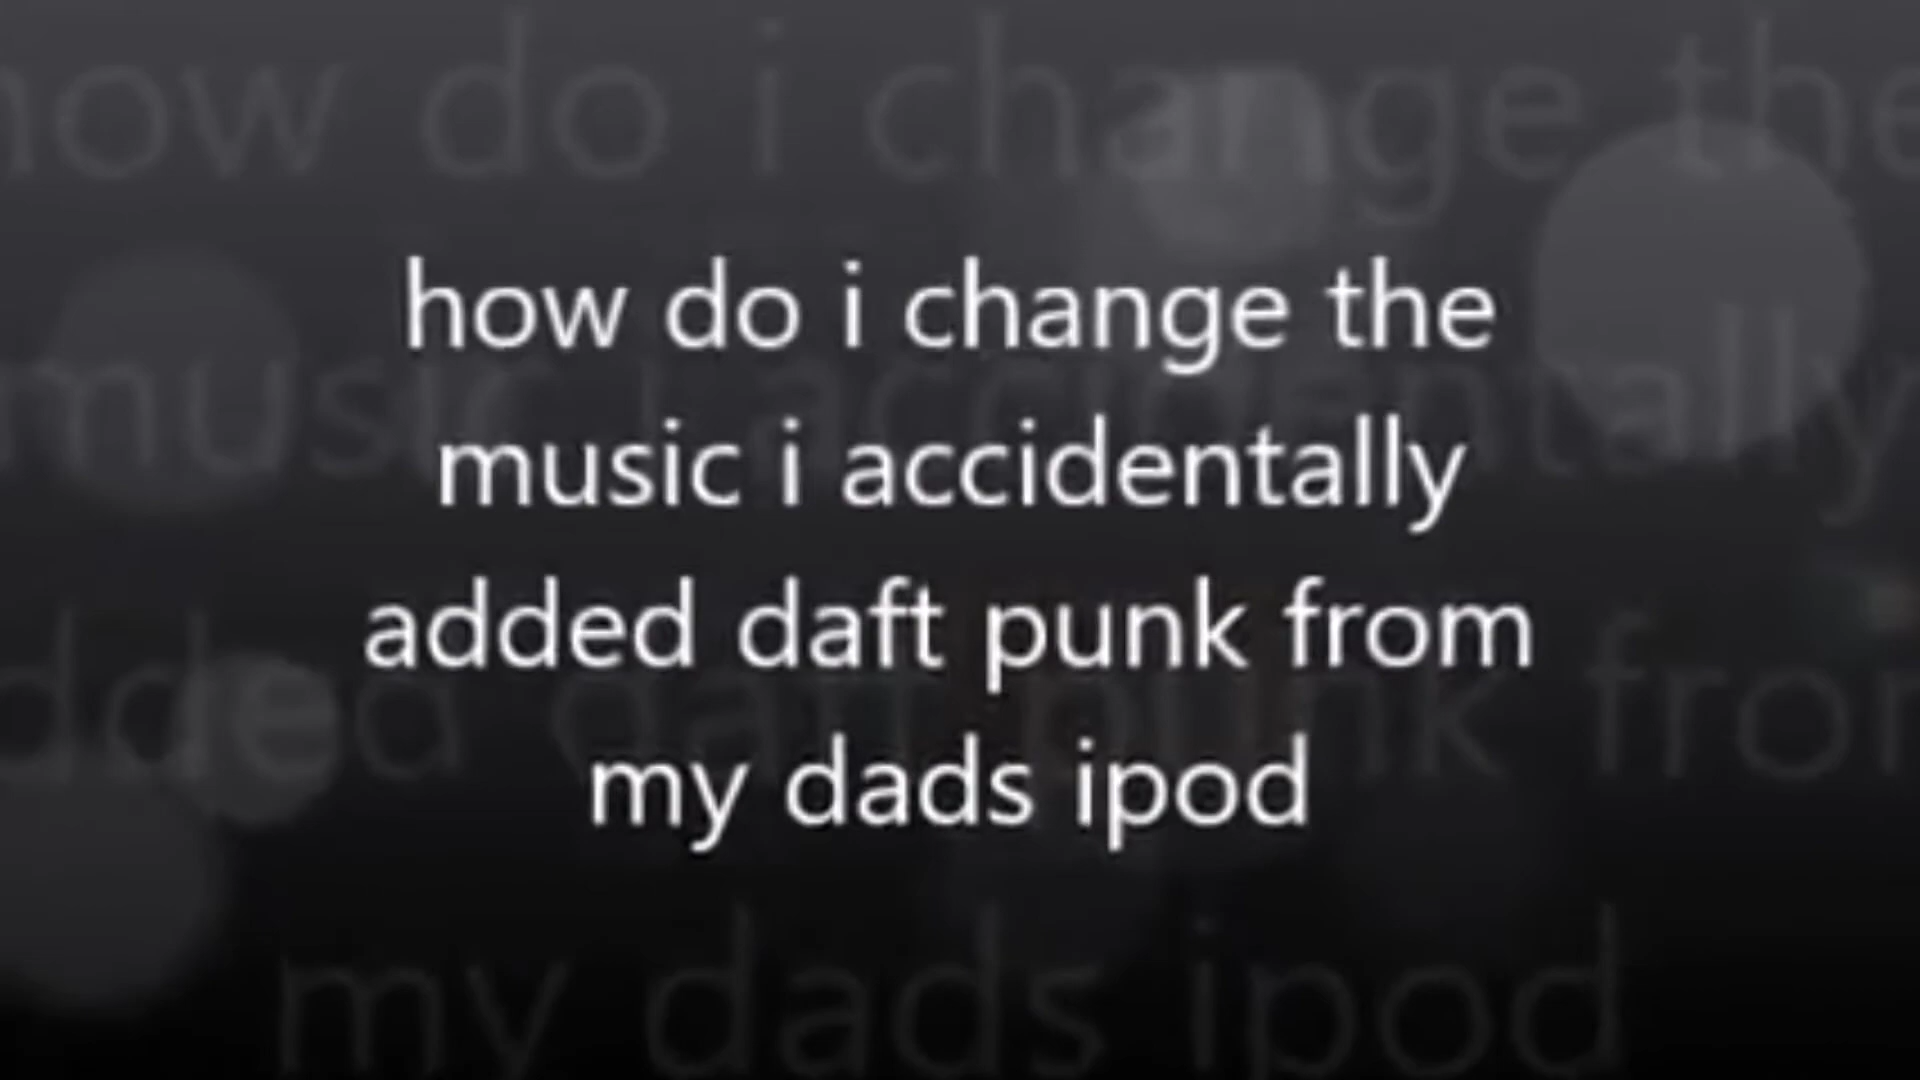 how do i change the
music i accidentally
added daft punk from
my dads ipod